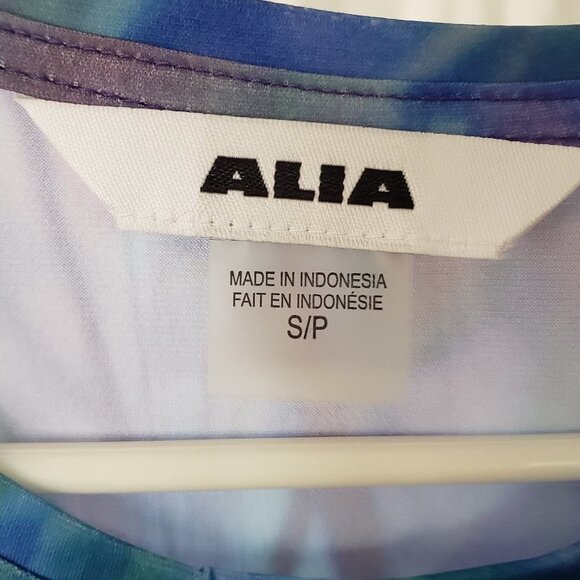 ALIA
MADE IN INDONESIA
FAIT EN INDONÉSIE
S/P